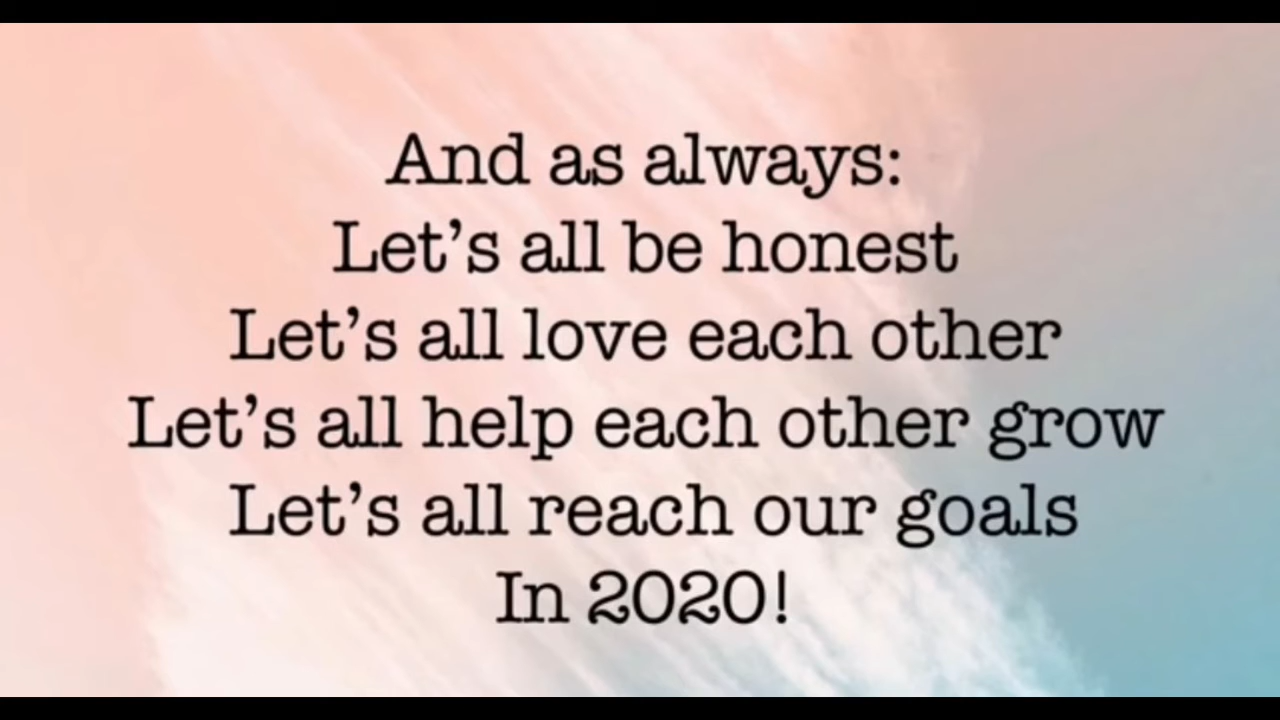 And as always:
Let’s all be honest
Let’s all love each other
Let’s all help each other grow
Let’s all reach our goals
In 2020!